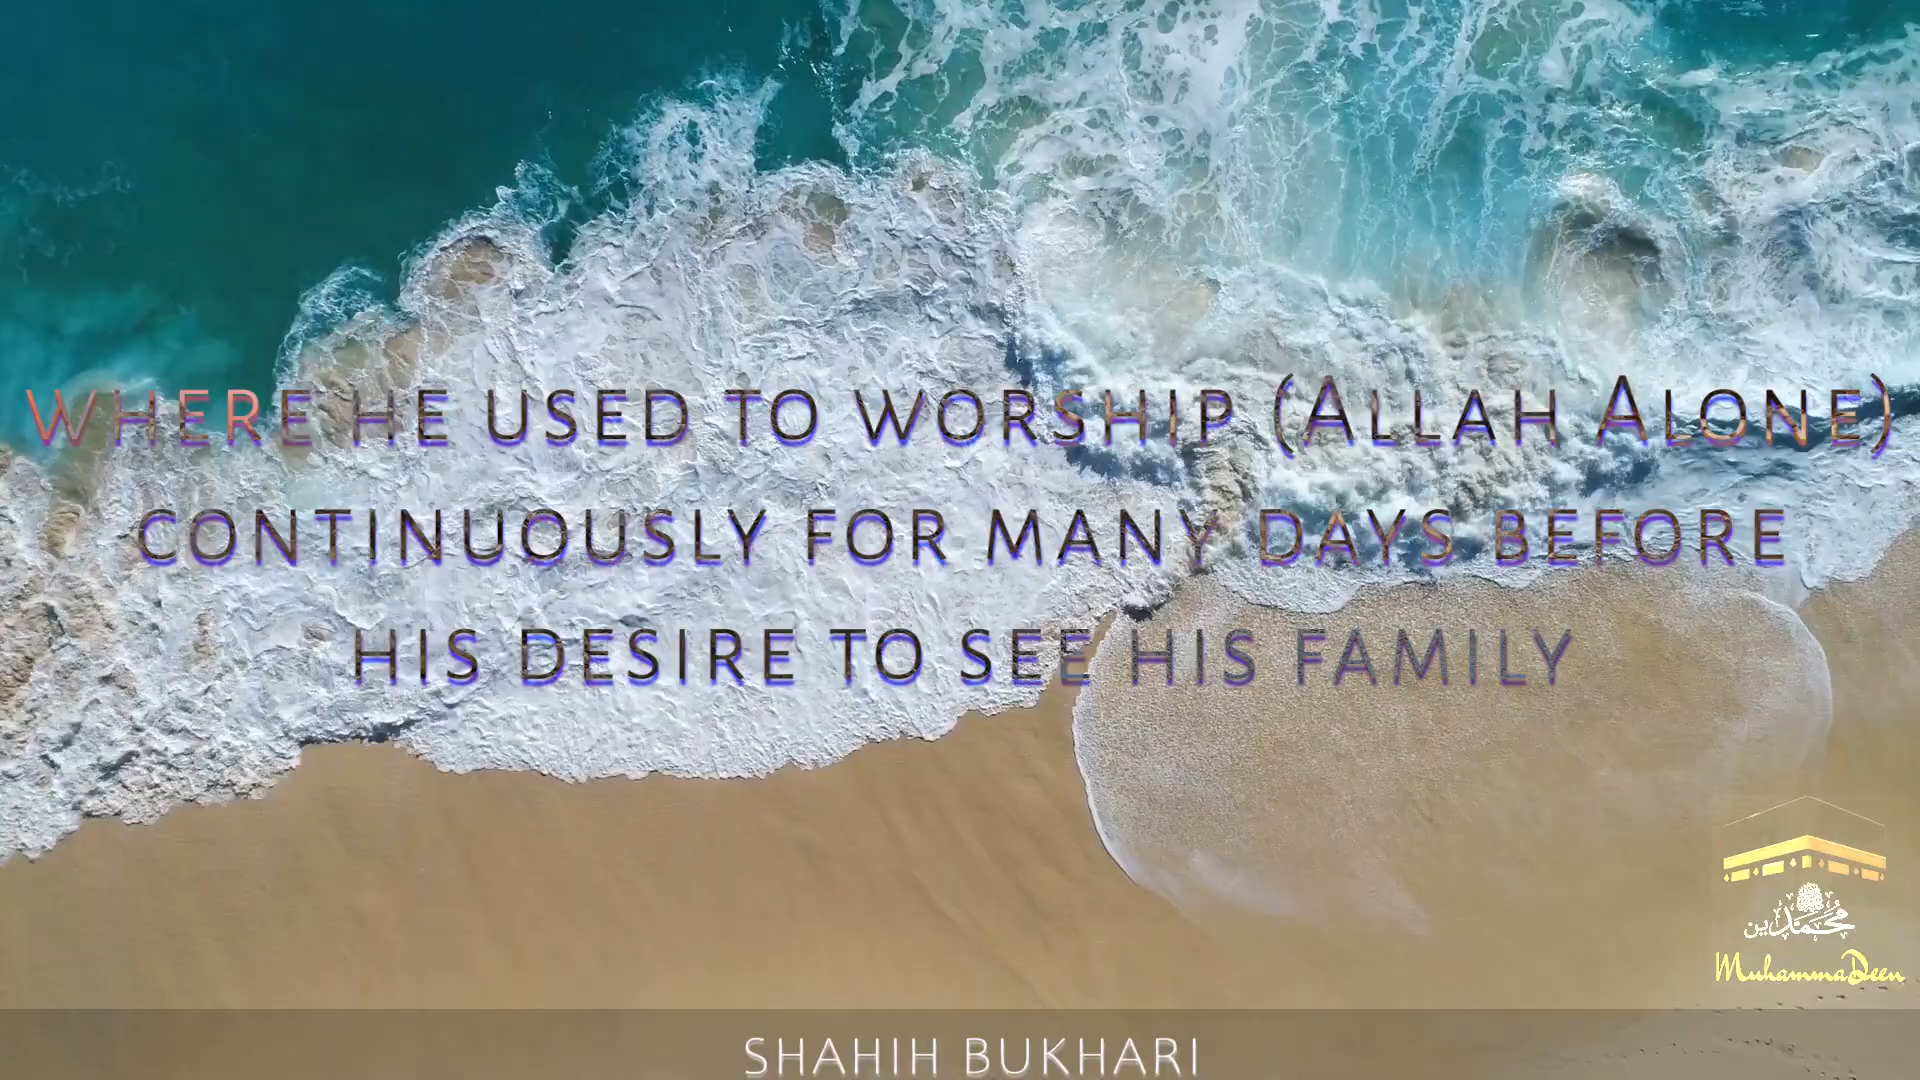 Where he used to worship (Allah Alone)
continuously for many days before
his desire to see his family
محمدين
MuhammaDeen
SHAHIH BUKHARI